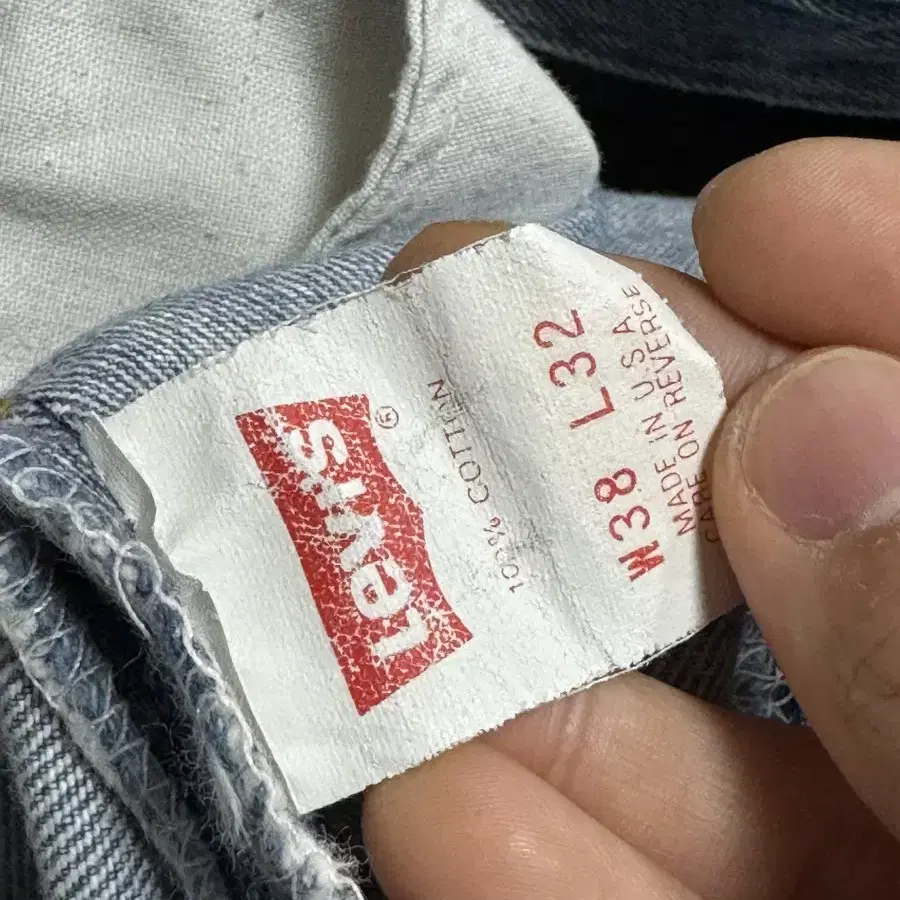 Levi's®
100% COTTON
W38 L32
MADE IN U.S.A
CARE ON REVERSE